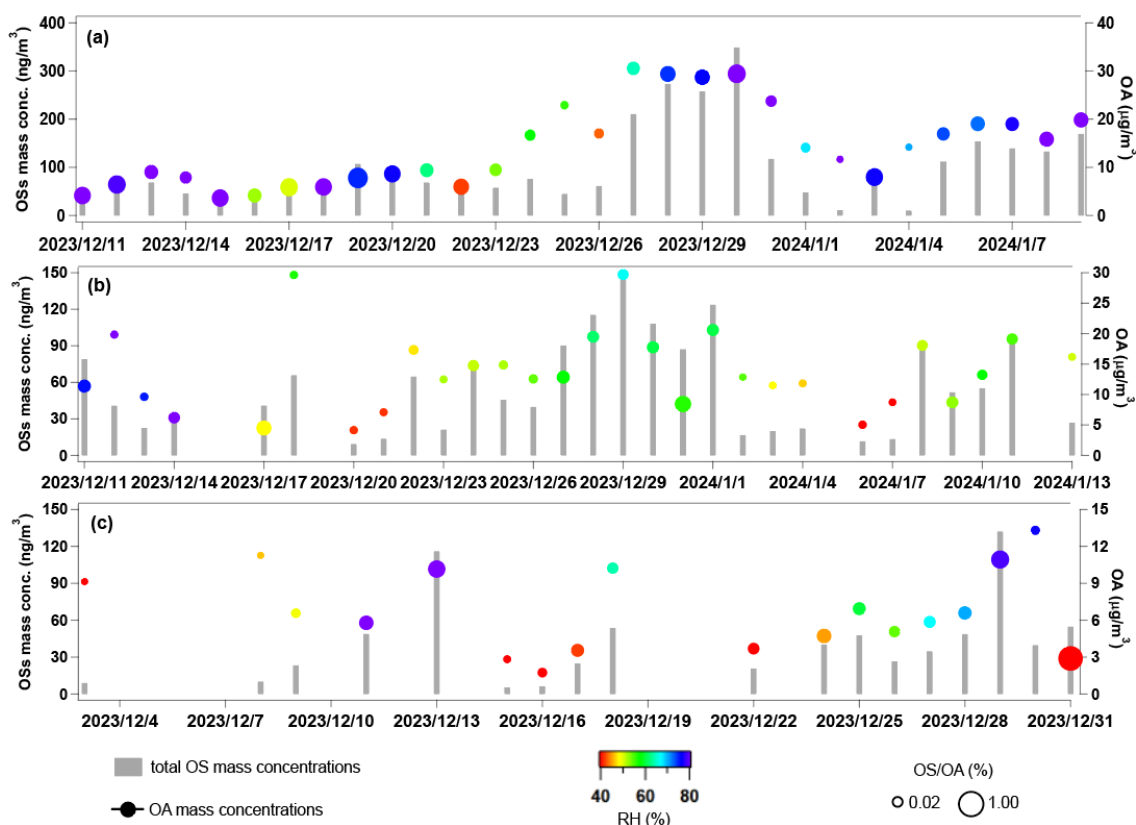 (a)
OSs mass conc. (ng/m³)
400
300
200
100
0
OA (µg/m³)
40
30
20
10
0
2023/12/11 2023/12/14 2023/12/17 2023/12/20 2023/12/23 2023/12/26 2023/12/29 2024/1/1 2024/1/4 2024/1/7
(b)
OSs mass conc. (ng/m³)
150
120
90
60
30
0
OA (µg/m³)
30
25
20
15
10
5
0
2023/12/11 2023/12/14 2023/12/17 2023/12/20 2023/12/23 2023/12/26 2023/12/29 2024/1/1 2024/1/4 2024/1/7 2024/1/10 2024/1/13
(c)
OSs mass conc. (ng/m³)
150
120
90
60
30
0
OA (µg/m³)
15
12
9
6
3
0
2023/12/4 2023/12/7 2023/12/10 2023/12/13 2023/12/16 2023/12/19 2023/12/22 2023/12/25 2023/12/28 2023/12/31
total OS mass concentrations
OA mass concentrations
40 60 80
RH (%)
OS/OA (%)
0.02 1.00